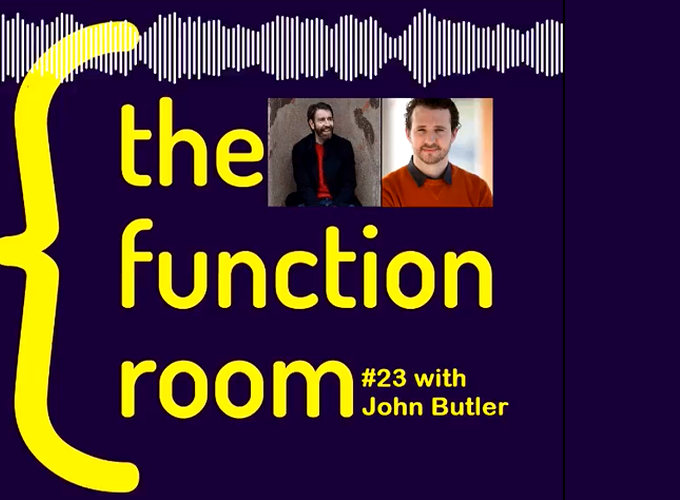 the
function
room
#23 with
John Butler